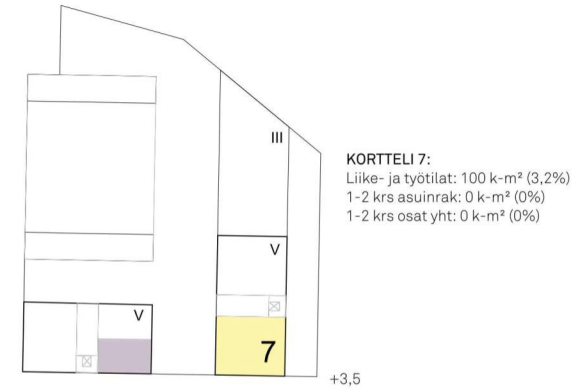 III
KORTTELI 7:
Liike- ja työtilat: 100 k-m² (3,2%)
1-2 krs asuinrak: 0 k-m² (0%)
1-2 krs osat yht: 0 k-m² (0%)
V
V
7
+3,5